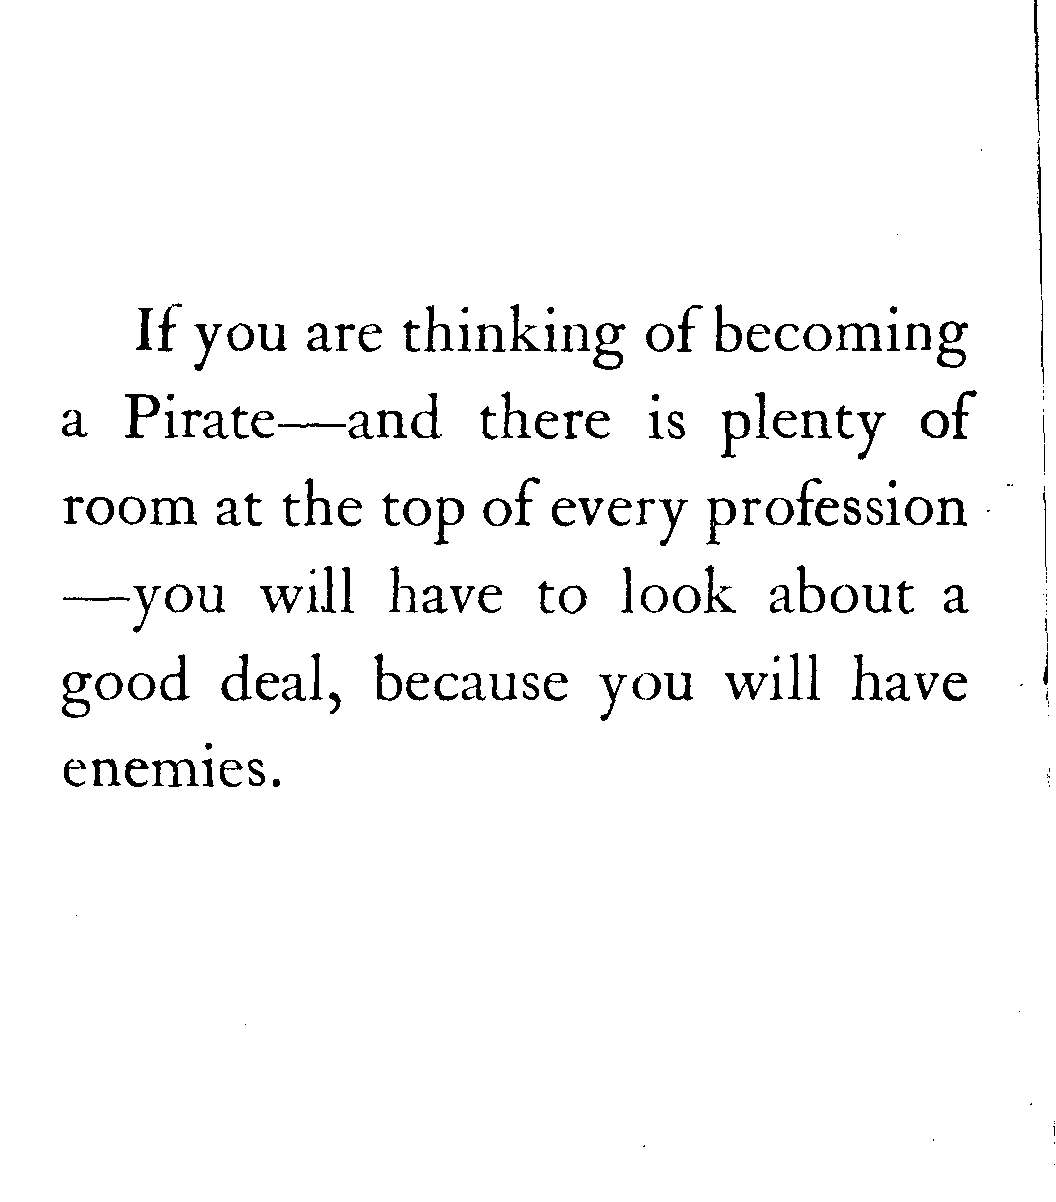 If you are thinking of becoming
a Pirate—and there is plenty of
room at the top of every profession
—you will have to look about a
good deal, because you will have
enemies.